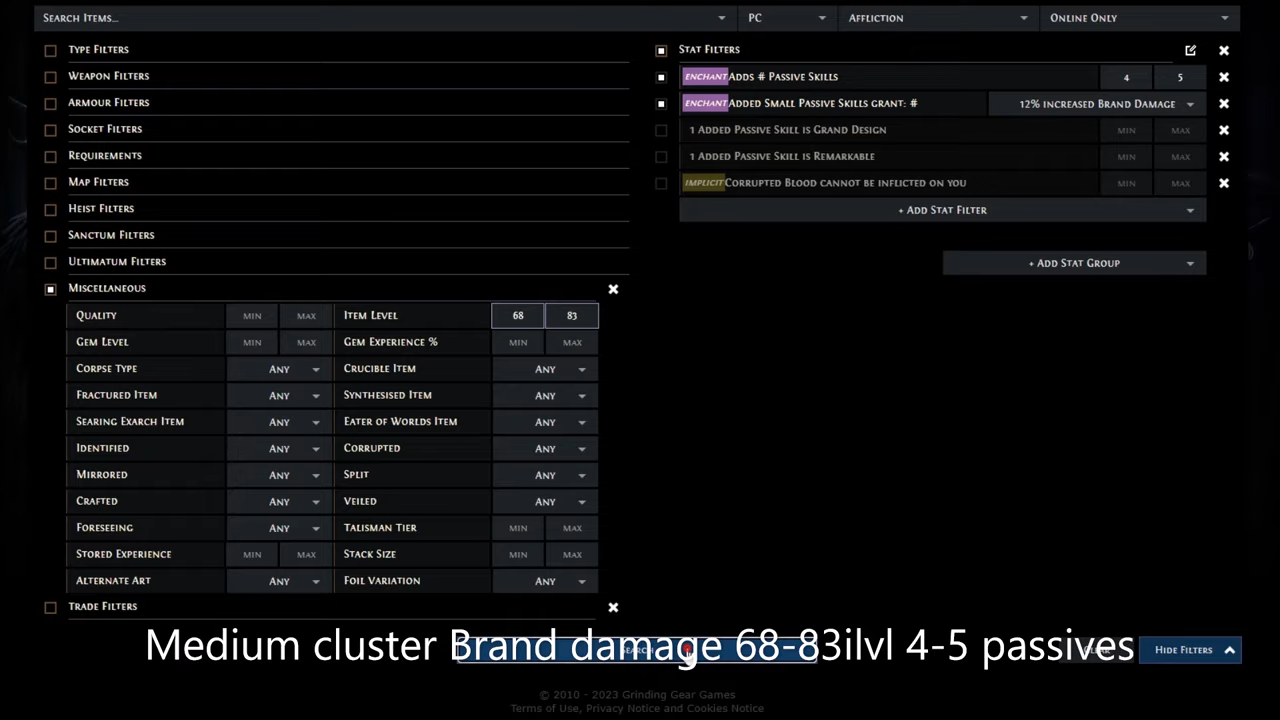 Search Items... PC Affliction Online Only
Type Filters
Weapon Filters
Armour Filters
Socket Filters
Requirements
Map Filters
Heist Filters
Sanctum Filters
Ultimatum Filters
Miscellaneous
Quality MIN MAX Item Level 68 83
Gem Level MIN MAX Gem Experience % MIN MAX
Corpse Type Any Crucible Item Any
Fractured Item Any Synthesised Item Any
Searing Exarch Item Any Eater of Worlds Item Any
Identified Any Corrupted Any
Mirrored Any Split Any
Crafted Any Veiled Any
Foreseeing Any Talisman Tier MIN MAX
Stored Experience MIN MAX Stack Size MIN MAX
Alternate Art Any Foil Variation Any
Trade Filters
Stat Filters
ENCHANT Adds # Passive Skills 4 5
ENCHANT Added Small Passive Skills grant: # 12% increased Brand Damage
1 Added Passive Skill is Grand Design MIN MAX
1 Added Passive Skill is Remarkable MIN MAX
IMPLICIT Corrupted Blood cannot be inflicted on you MIN MAX
+ Add Stat Filter
+ Add Stat Group
Medium cluster Brand damage 68-83ilvl 4-5 passives
Hide Filters
© 2010 - 2023 Grinding Gear Games
Terms of Use, Privacy Notice and Cookies Notice